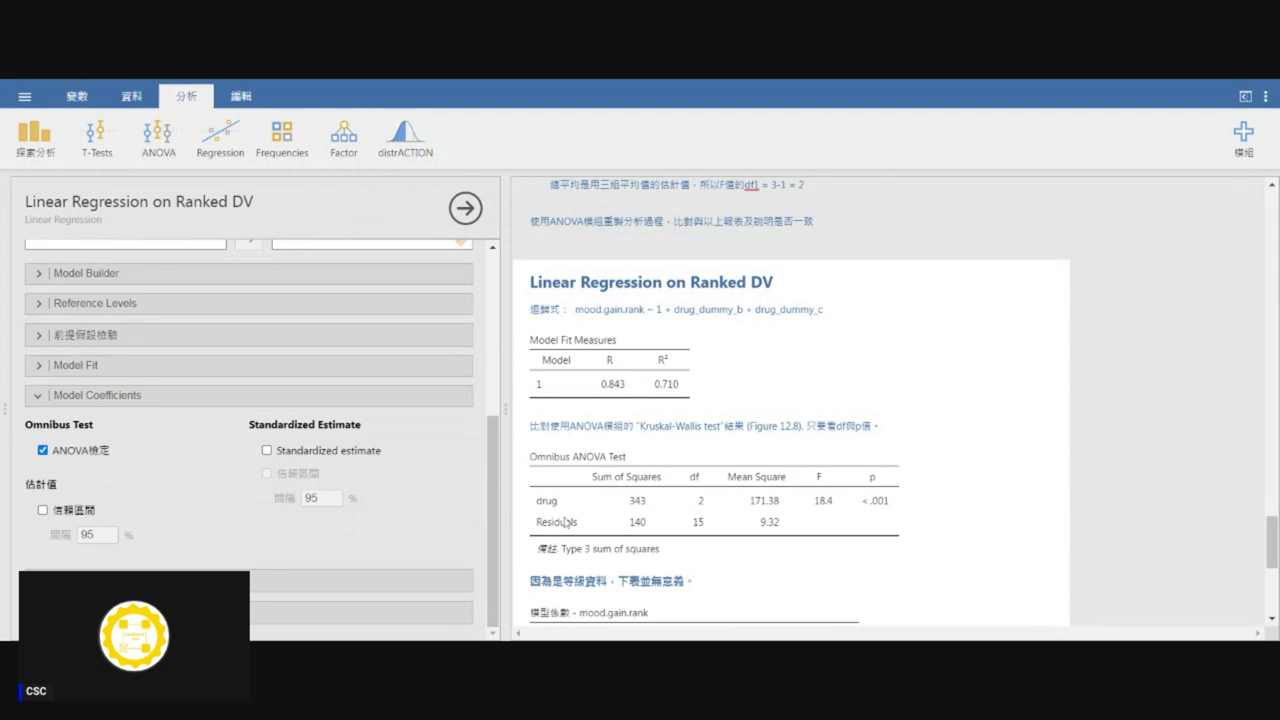 變數 資料 分析 編輯
探索分析 T-Tests ANOVA Regression Frequencies Factor distrACTION 模組
Linear Regression on Ranked DV
Linear Regression
Model Builder
Reference Levels
前提假設檢驗
Model Fit
Model Coefficients
Omnibus Test
ANOVA檢定
估計值
信賴區間
間隔 95 %
Standardized Estimate
Standardized estimate
信賴區間
間隔 95 %
CSC
總平均是用三組平均值的估計值，所以F值的df1 = 3-1 = 2
使用ANOVA模組重製分析過程，比對與以上報表及說明是否一致
Linear Regression on Ranked DV
迴歸式： mood.gain.rank ~ 1 + drug_dummy_b + drug_dummy_c
Model Fit Measures
Model R R²
1 0.843 0.710
比對使用ANOVA模組的 "Kruskal-Wallis test"結果 (Figure 12.8). 只要看df與p值。
Omnibus ANOVA Test
Sum of Squares df Mean Square F p
drug 343 2 171.38 18.4 < .001
Residuals 140 15 9.32
備註. Type 3 sum of squares
因為是等級資料，下表並無意義。
模型係數 - mood.gain.rank